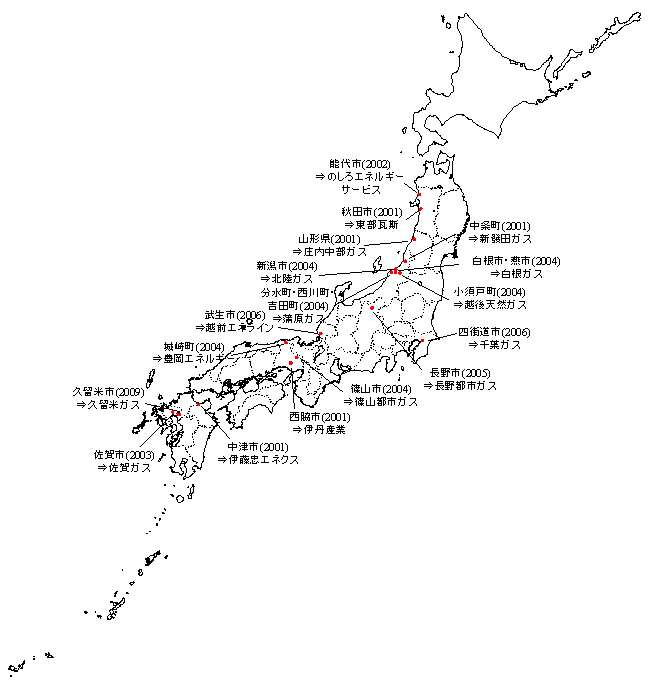 能代市(2002)
⇒のしろエネルギー
サービス
秋田市(2001)
⇒東部瓦斯
中条町(2001)
⇒新発田ガス
山形県(2001)
⇒庄内中部ガス
白根市・燕市(2004)
⇒白根ガス
新潟市(2004)
⇒北陸ガス
小須戸町(2004)
⇒越後天然ガス
分水町・西川町・
吉田町(2004)
⇒蒲原ガス
武生市(2006)
⇒越前エネライン
四街道市(2006)
⇒千葉ガス
城崎町(2004)
⇒豊岡エネルギー
長野市(2005)
⇒長野都市ガス
篠山市(2004)
⇒篠山都市ガス
久留米市(2009)
⇒久留米ガス
西脇市(2001)
⇒伊丹産業
中津市(2001)
⇒伊藤忠エネクス
佐賀市(2003)
⇒佐賀ガス